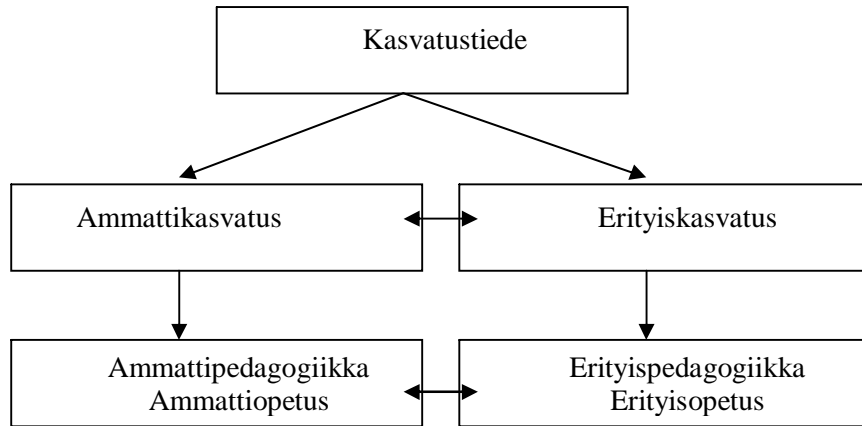 Kasvatustiede
Ammattikasvatus
Erityiskasvatus
Ammattipedagogiikka
Ammattiopetus
Erityispedagogiikka
Erityisopetus